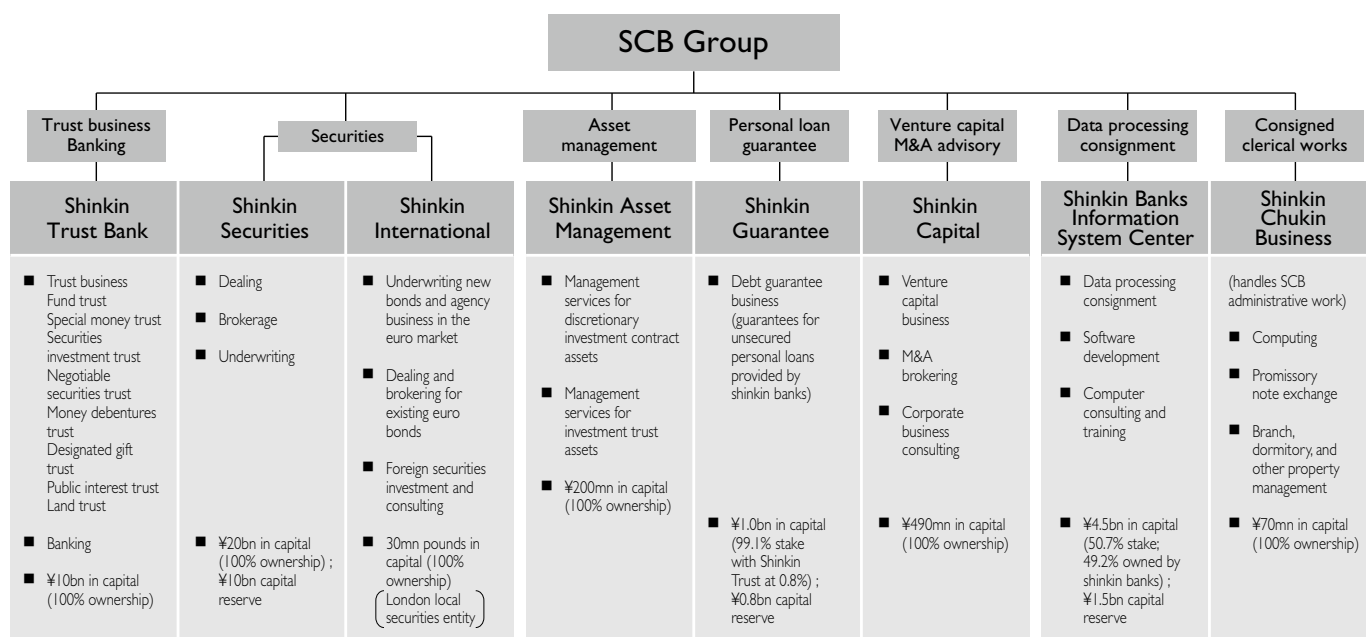 SCB Group
Trust business
Banking
Securities
Asset
management
Personal loan
guarantee
Venture capital
M&A advisory
Data processing
consignment
Consigned
clerical works
Shinkin
Trust Bank
■ Trust business
Fund trust
Special money trust
Securities
investment trust
Negotiable
securities trust
Money debentures
trust
Designated gift
trust
Public interest trust
Land trust
■ Banking
■ ¥10bn in capital
(100% ownership)
Shinkin
Securities
■ Dealing
■ Brokerage
■ Underwriting
■ ¥20bn in capital
(100% ownership) ;
¥10bn capital
reserve
Shinkin
International
■ Underwriting new
bonds and agency
business in the
euro market
■ Dealing and
brokering for
existing euro
bonds
■ Foreign securities
investment and
consulting
■ 30mn pounds in
capital (100%
ownership)
(London local
securities entity)
Shinkin Asset
Management
■ Management
services for
discretionary
investment contract
assets
■ Management
services for
investment trust
assets
■ ¥200mn in capital
(100% ownership)
Shinkin
Guarantee
■ Debt guarantee
business
(guarantees for
unsecured
personal loans
provided by
shinkin banks)
■ ¥1.0bn in capital
(99.1% stake
with Shinkin
Trust at 0.8%) ;
¥0.8bn capital
reserve
Shinkin
Capital
■ Venture
capital
business
■ M&A
brokering
■ Corporate
business
consulting
■ ¥490mn in capital
(100% ownership)
Shinkin Banks
Information
System Center
■ Data processing
consignment
■ Software
development
■ Computer
consulting and
training
■ ¥4.5bn in capital
(50.7% stake;
49.2% owned by
shinkin banks) ;
¥1.5bn capital
reserve
Shinkin
Chukin
Business
(handles SCB
administrative work)
■ Computing
■ Promissory
note exchange
■ Branch,
dormitory, and
other property
management
■ ¥70mn in capital
(100% ownership)